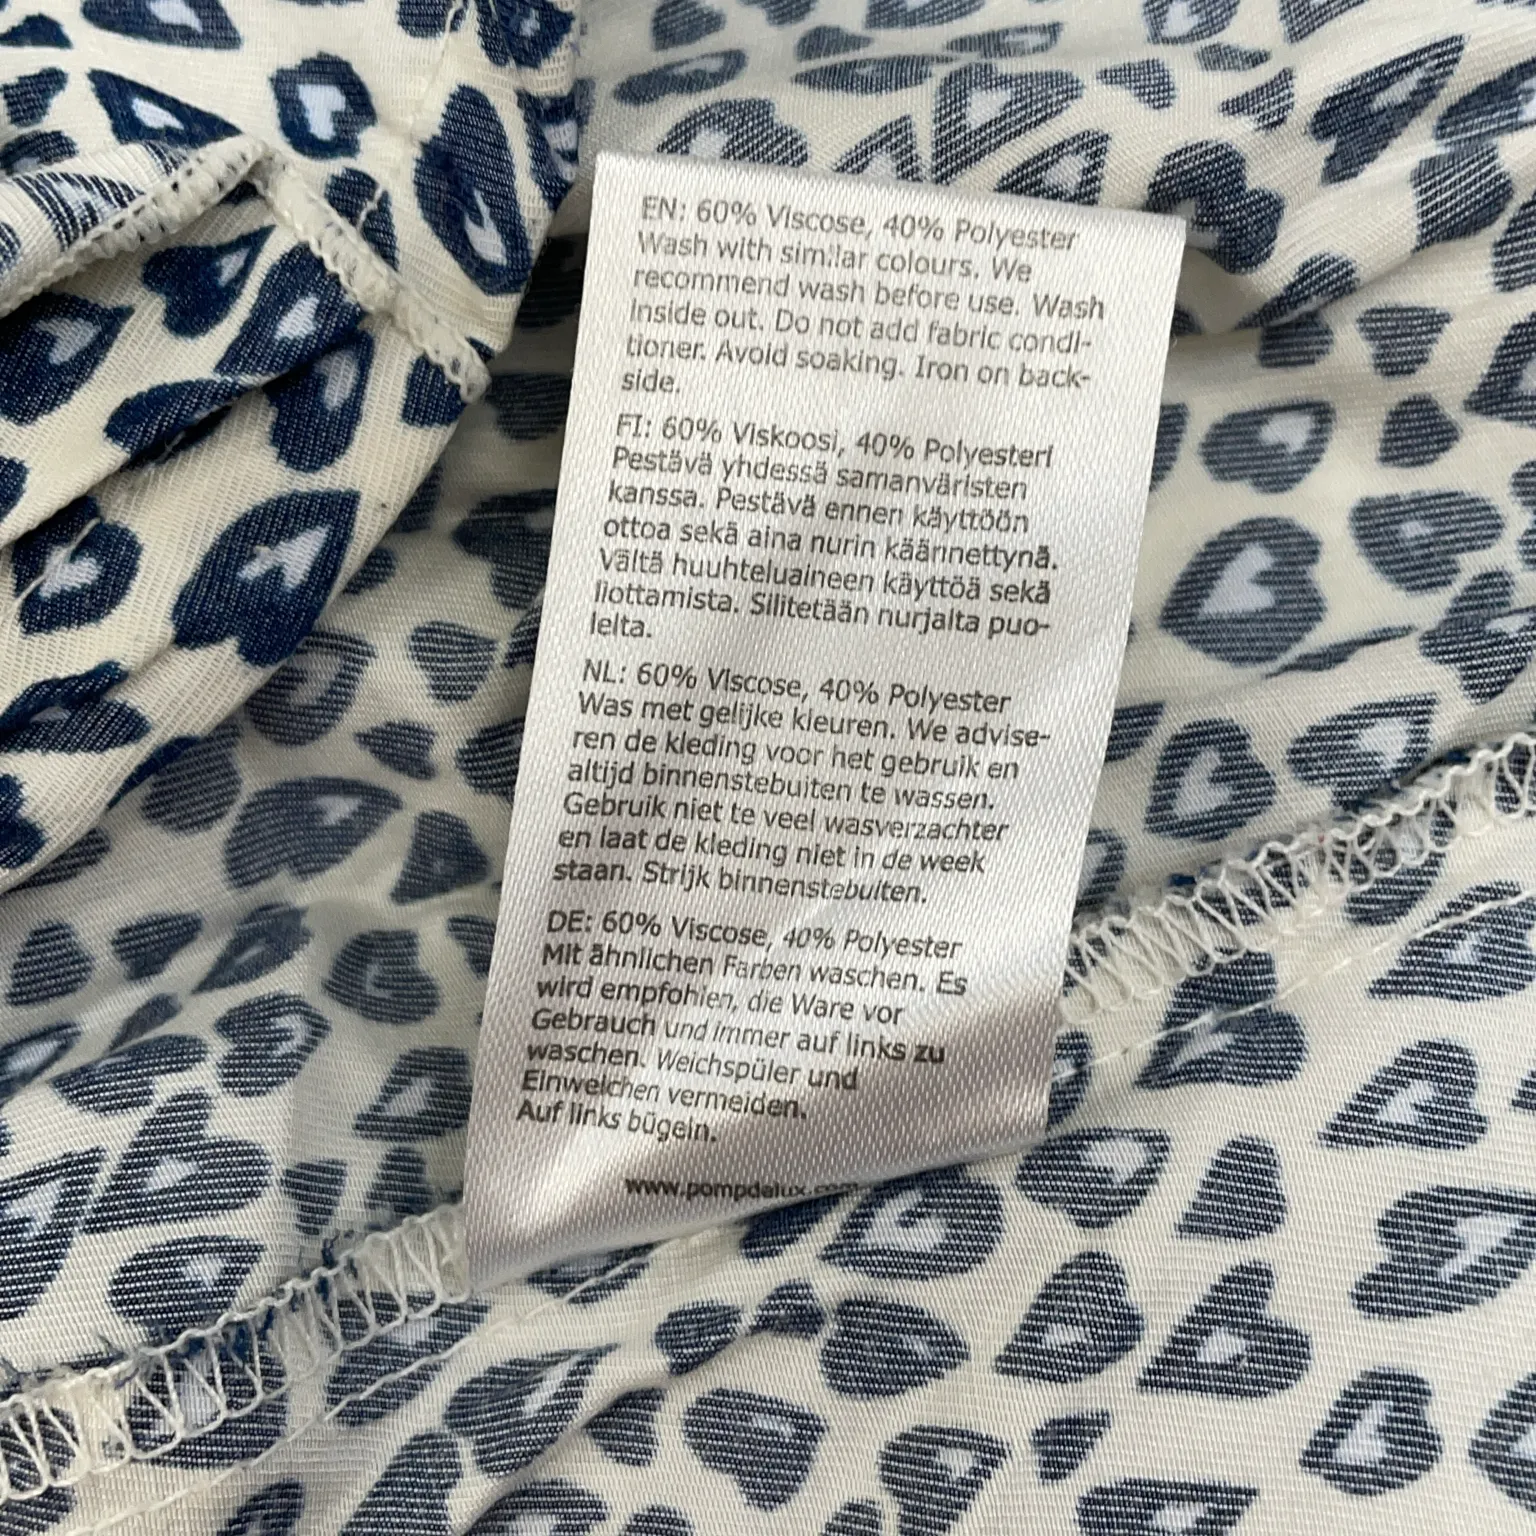 EN: 60% Viscose, 40% Polyester
Wash with similar colours. We
recommend wash before use. Wash
inside out. Do not add fabric condi-
tioner. Avoid soaking. Iron on back-
side.
FI: 60% Viskoosi, 40% Polyesteri
Pestävä yhdessä samanväristen
kanssa. Pestävä ennen käyttöön
ottoa sekä aina nurin käännettynä.
Vältä huuhteluaineen käyttöä sekä
liottamista. Silitetään nurjalta puo-
lelta.
NL: 60% Viscose, 40% Polyester
Was met gelijke kleuren. We advise-
ren de kleding voor het gebruik en
altijd binnenstebuiten te wassen.
Gebruik niet te veel wasverzachter
en laat de kleding niet in de week
staan. Strijk binnenstebuiten.
DE: 60% Viscose, 40% Polyester
Mit ähnlichen Farben waschen. Es
wird empfohlen, die Ware vor
Gebrauch und immer auf links zu
waschen. Weichspüler und
Einweichen vermeiden.
Auf links bügeln.
www.pompdelux.com